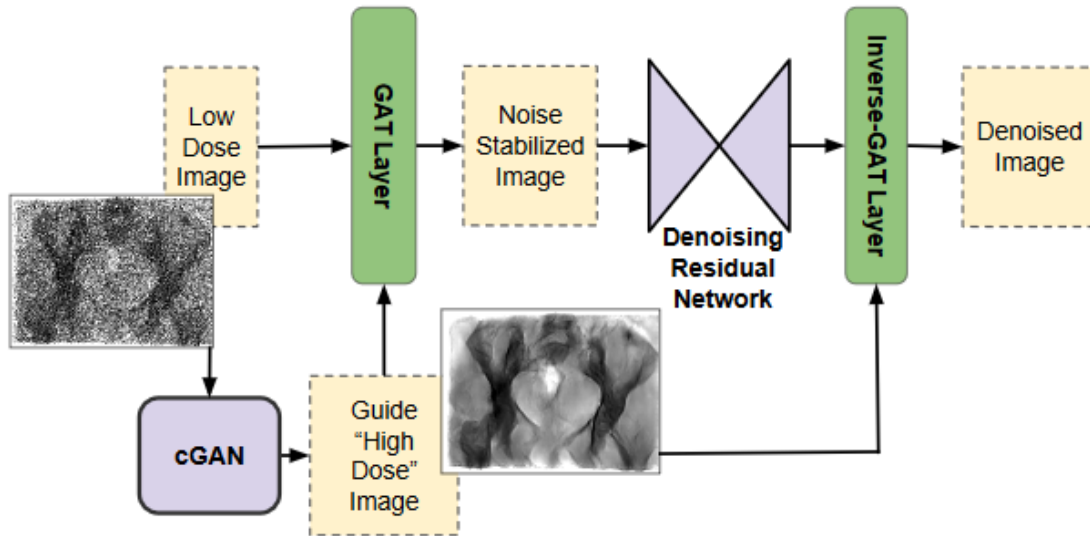 Low
Dose
Image
GAT Layer
Noise
Stabilized
Image
Denoising
Residual
Network
Inverse-GAT Layer
Denoised
Image
cGAN
Guide
“High
Dose”
Image